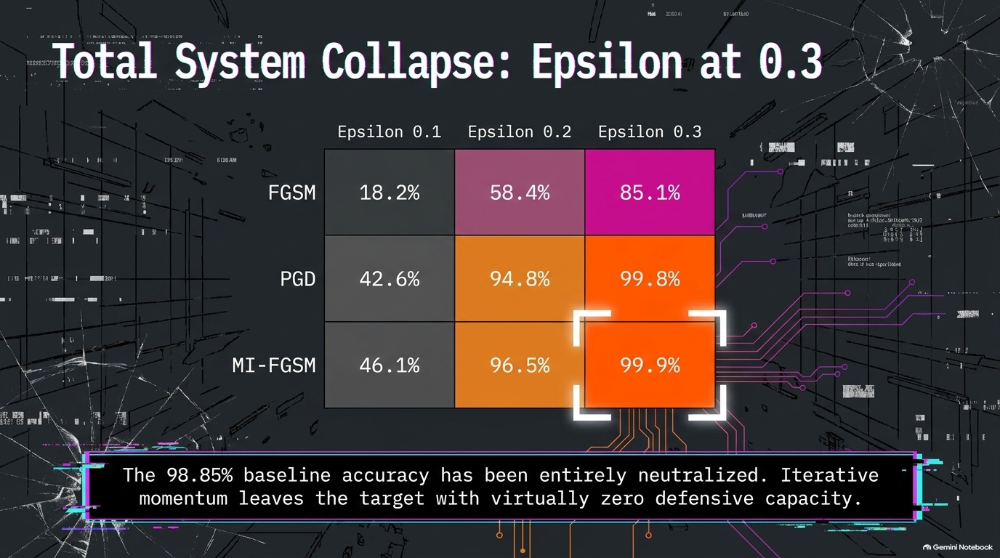 Total System Collapse: Epsilon at 0.3
Epsilon 0.1 Epsilon 0.2 Epsilon 0.3
FGSM 18.2% 58.4% 85.1%
PGD 42.6% 94.8% 99.8%
MI-FGSM 46.1% 96.5% 99.9%
The 98.85% baseline accuracy has been entirely neutralized. Iterative
momentum leaves the target with virtually zero defensive capacity.
Gemini Notebook